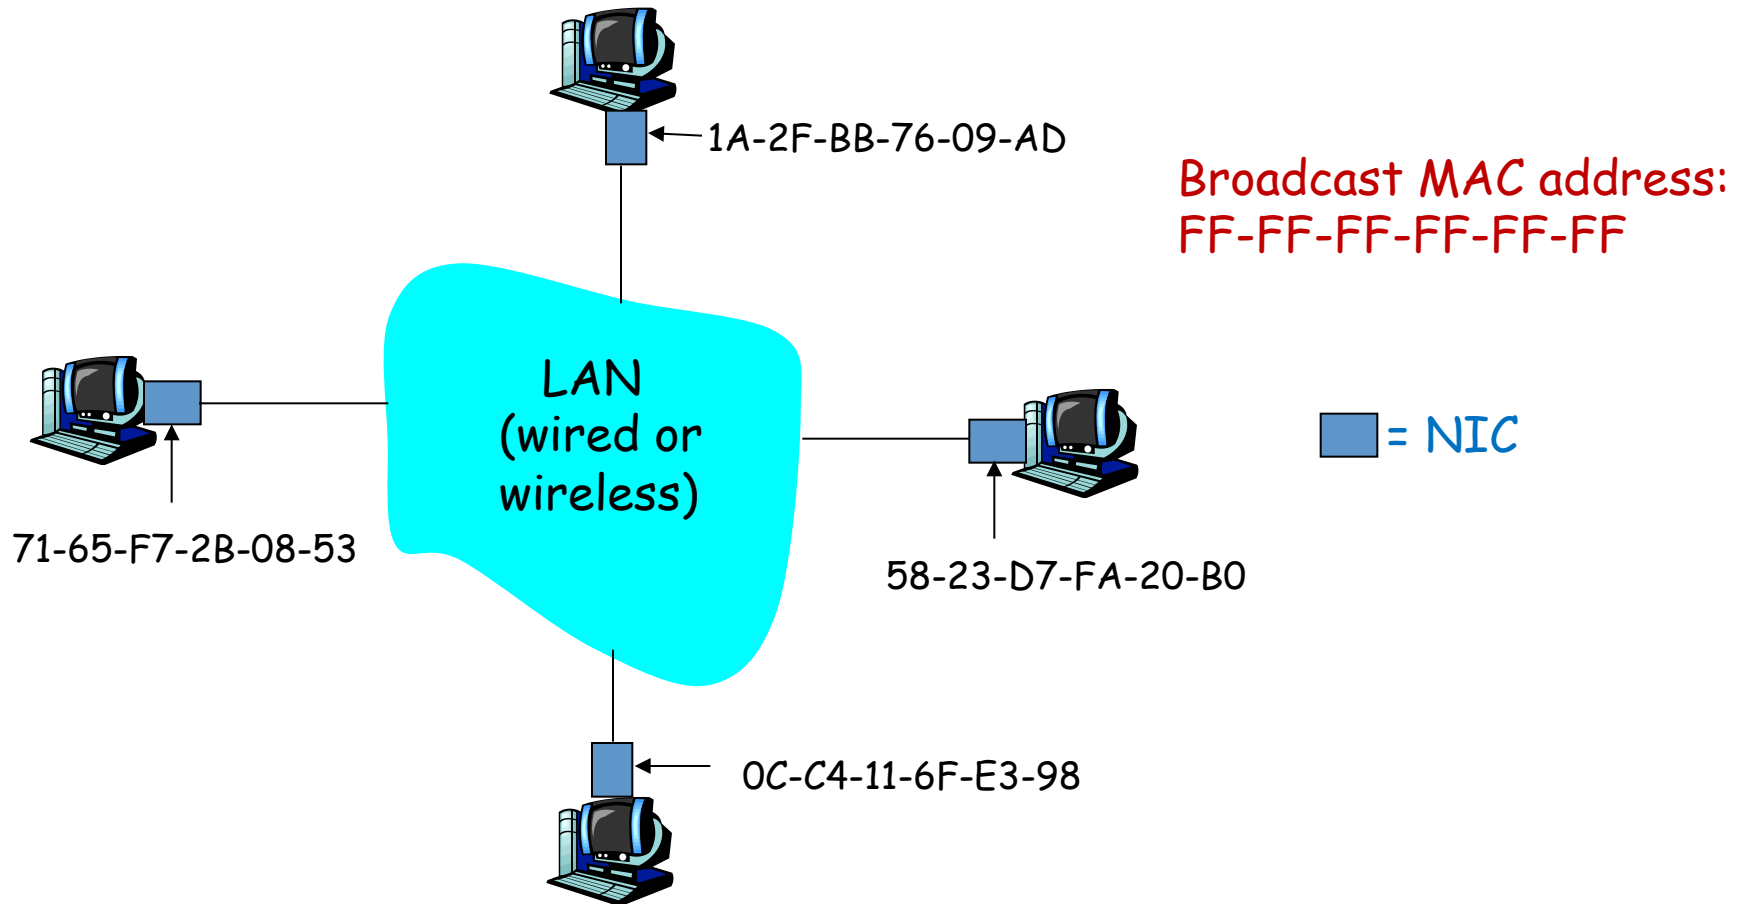 1A-2F-BB-76-09-AD
Broadcast MAC address:
FF-FF-FF-FF-FF-FF
LAN
(wired or
wireless)
= NIC
71-65-F7-2B-08-53
58-23-D7-FA-20-B0
0C-C4-11-6F-E3-98